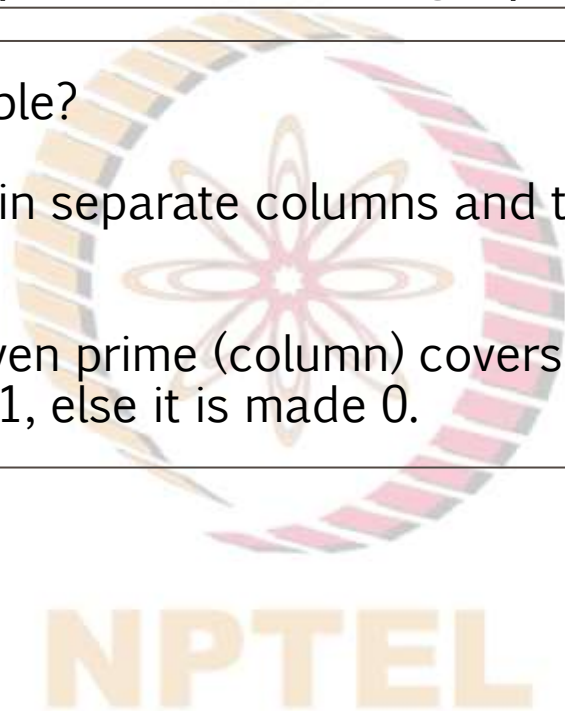 ble?
in separate columns and t
ven prime (column) covers
1, else it is made 0.
NPTEL